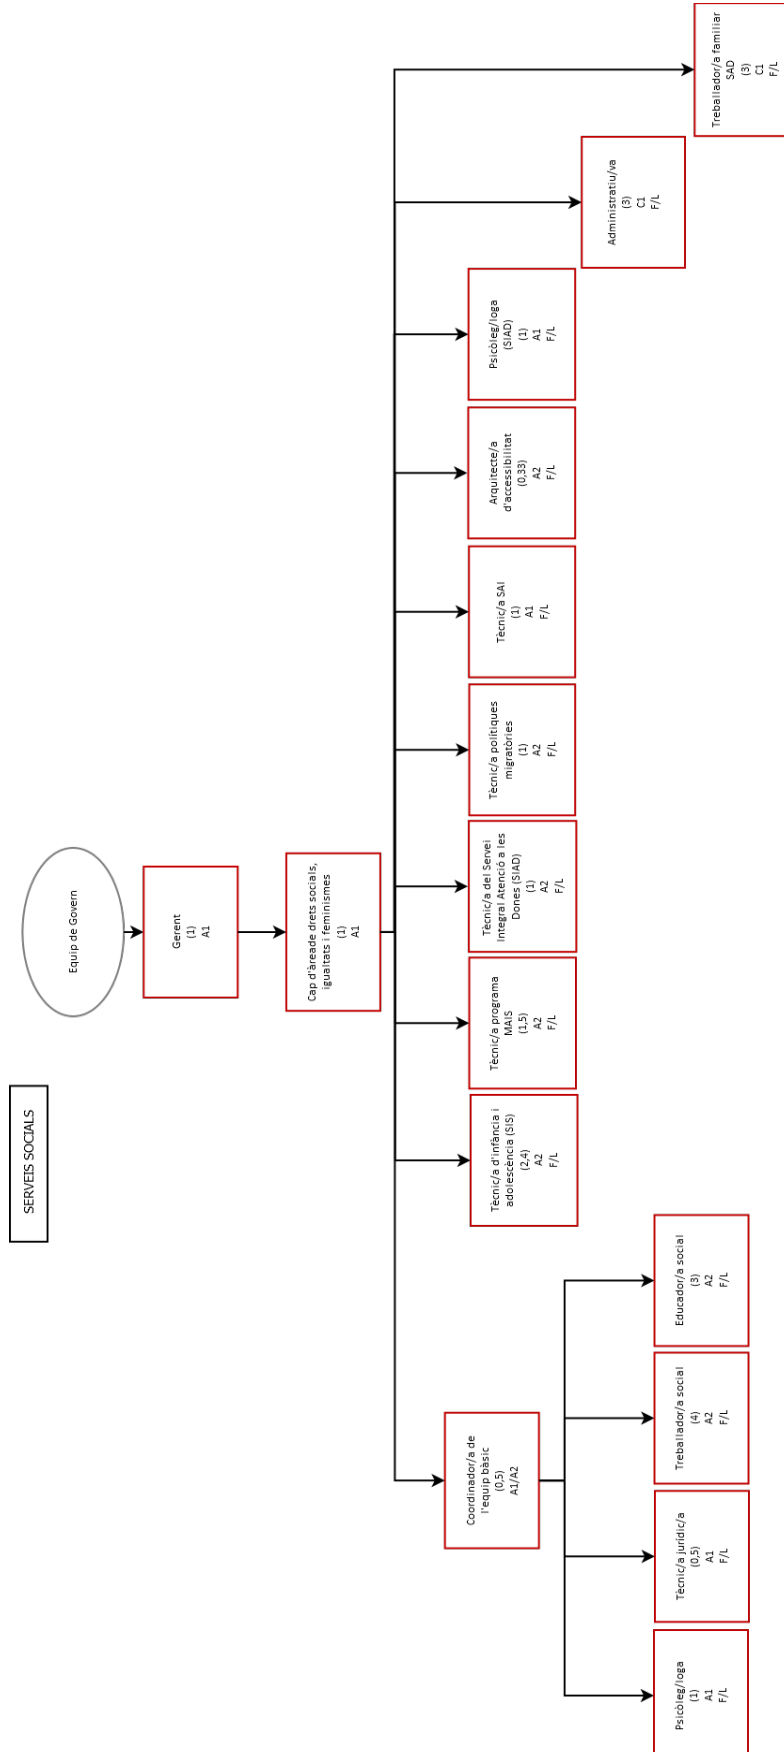 SERVEIS SOCIALS
Equip de Govern
Gerent
(1)
A1
Cap d'àreade drets socials,
igualtats i feminismes
(1)
A1
Coordinador/a de
l'equip bàsic
(0,5)
A1/A2
Tècnic/a d'infància i
adolescència (SIS)
(2,4)
A2
F/L
Tècnic/a programa
MAIS
(1,5)
A2
F/L
Tècnic/a del Servei
Integral Atenció a les
Dones (SIAD)
(1)
A2
F/L
Tècnic/a polítiques
migratòries
(1)
A2
F/L
Tècnic/a SAI
(1)
A1
F/L
Arquitecte/a
d'accessibilitat
(0,33)
A2
F/L
Psicòleg/loga
(SIAD)
(1)
A1
F/L
Administratiu/va
(3)
C1
F/L
Treballador/a familiar
SAD
(3)
C1
F/L
Psicòleg/loga
(1)
A1
F/L
Tècnic/a jurídic/a
(0,5)
A1
F/L
Treballador/a social
(4)
A2
F/L
Educador/a social
(3)
A2
F/L